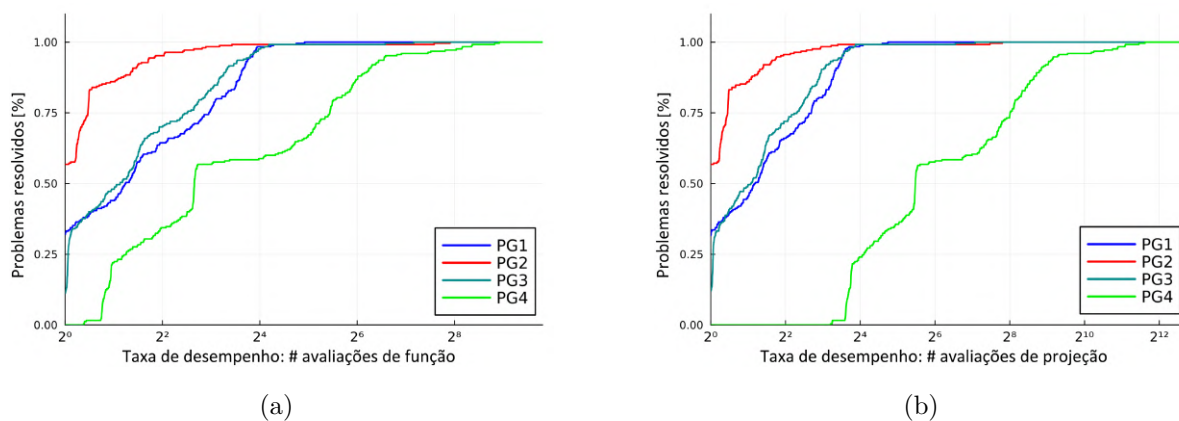 1.00
0.75
0.50
0.25
0.00
Problemas resolvidos [%]
2⁰
2²
2⁴
2⁶
2⁸
Taxa de desempenho: # avaliações de função
PG1
PG2
PG3
PG4
(a)
1.00
0.75
0.50
0.25
0.00
Problemas resolvidos [%]
2⁰
2²
2⁴
2⁶
2⁸
2¹⁰
2¹²
Taxa de desempenho: # avaliações de projeção
PG1
PG2
PG3
PG4
(b)